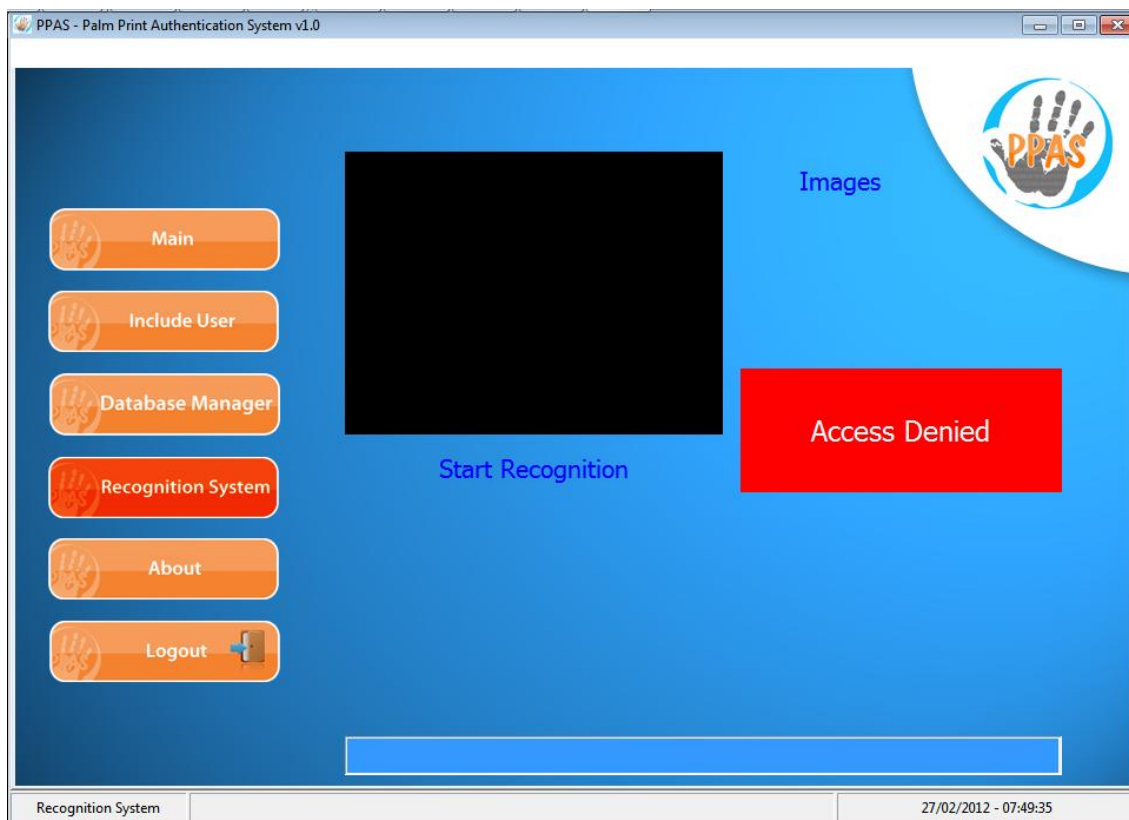 PPAS - Palm Print Authentication System v1.0
PPAS
Images
Main
Include User
Database Manager
Access Denied
Start Recognition
Recognition System
About
Logout
Recognition System
27/02/2012 - 07:49:35